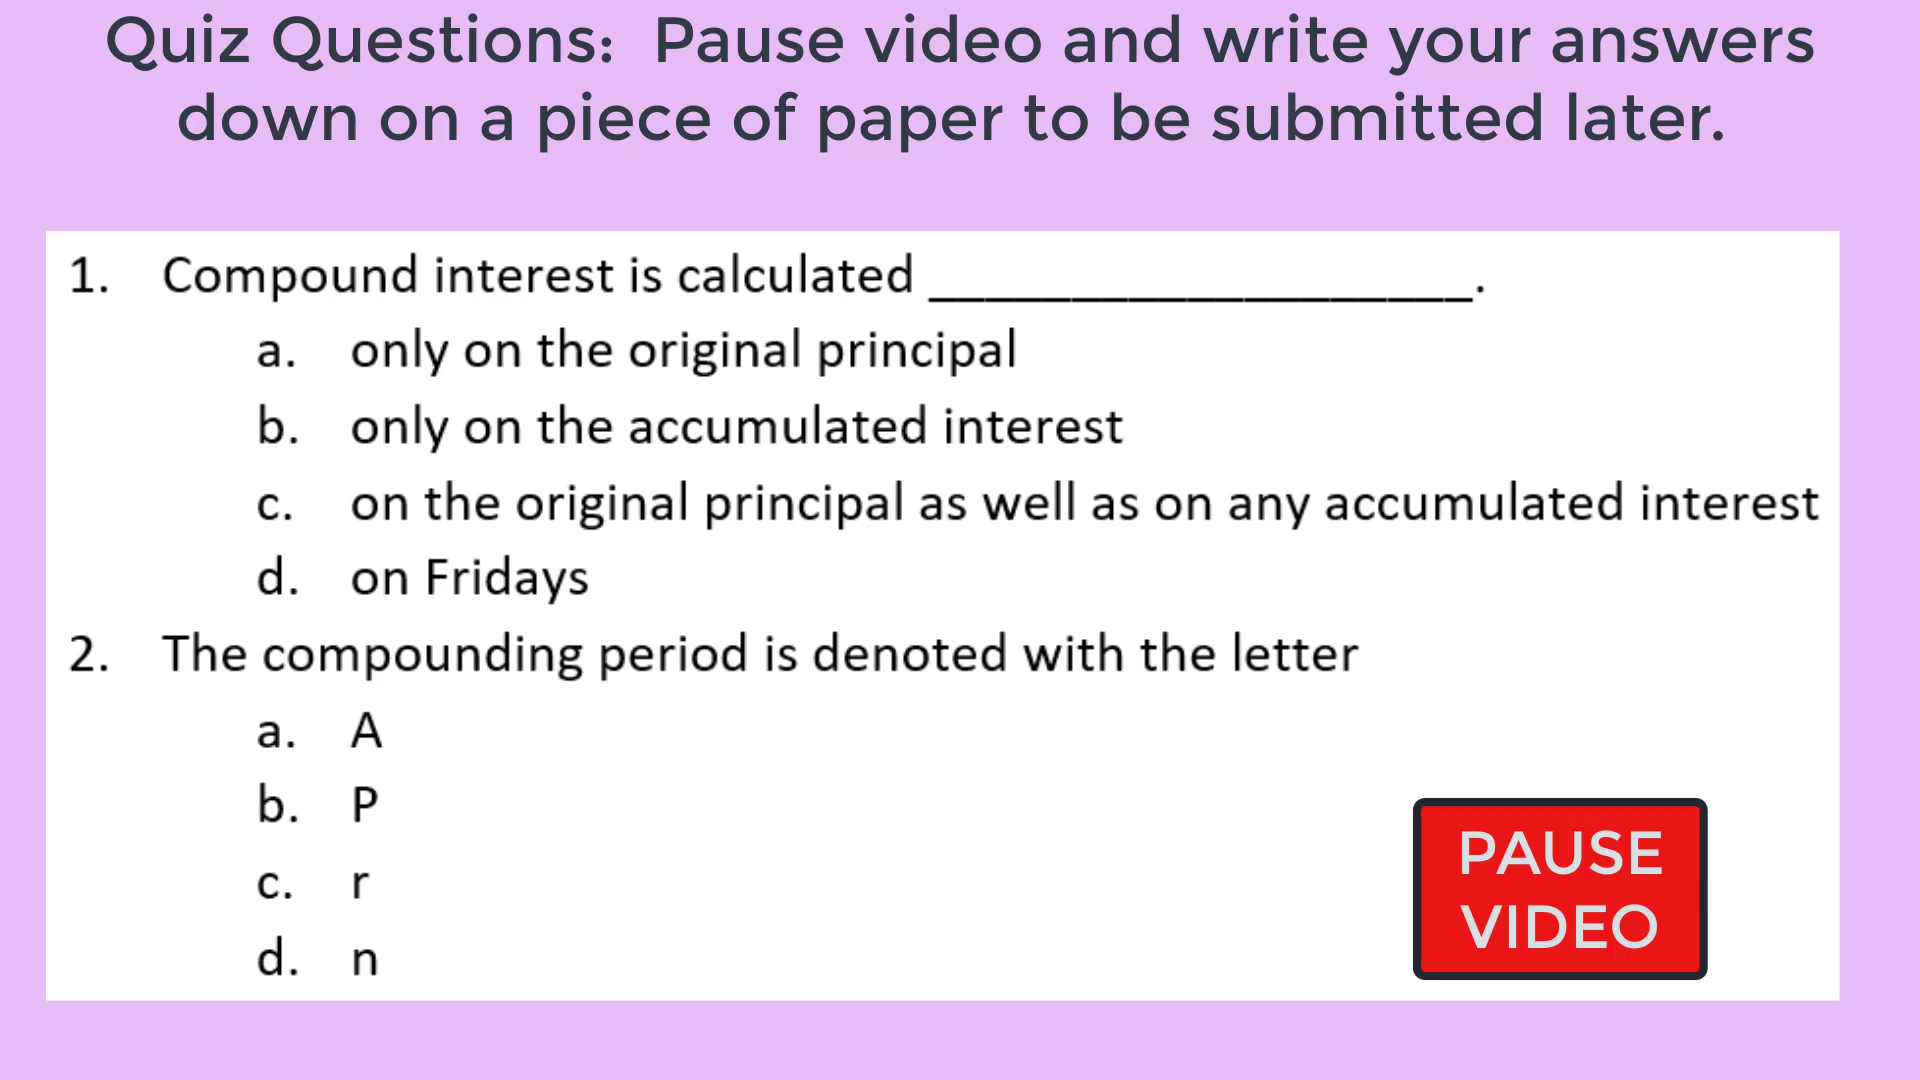 Quiz Questions:  Pause video and write your answers
down on a piece of paper to be submitted later.
1. Compound interest is calculated ___________________.
a. only on the original principal
b. only on the accumulated interest
c. on the original principal as well as on any accumulated interest
d. on Fridays
2. The compounding period is denoted with the letter
a. A
b. P
c. r
d. n
PAUSE
VIDEO